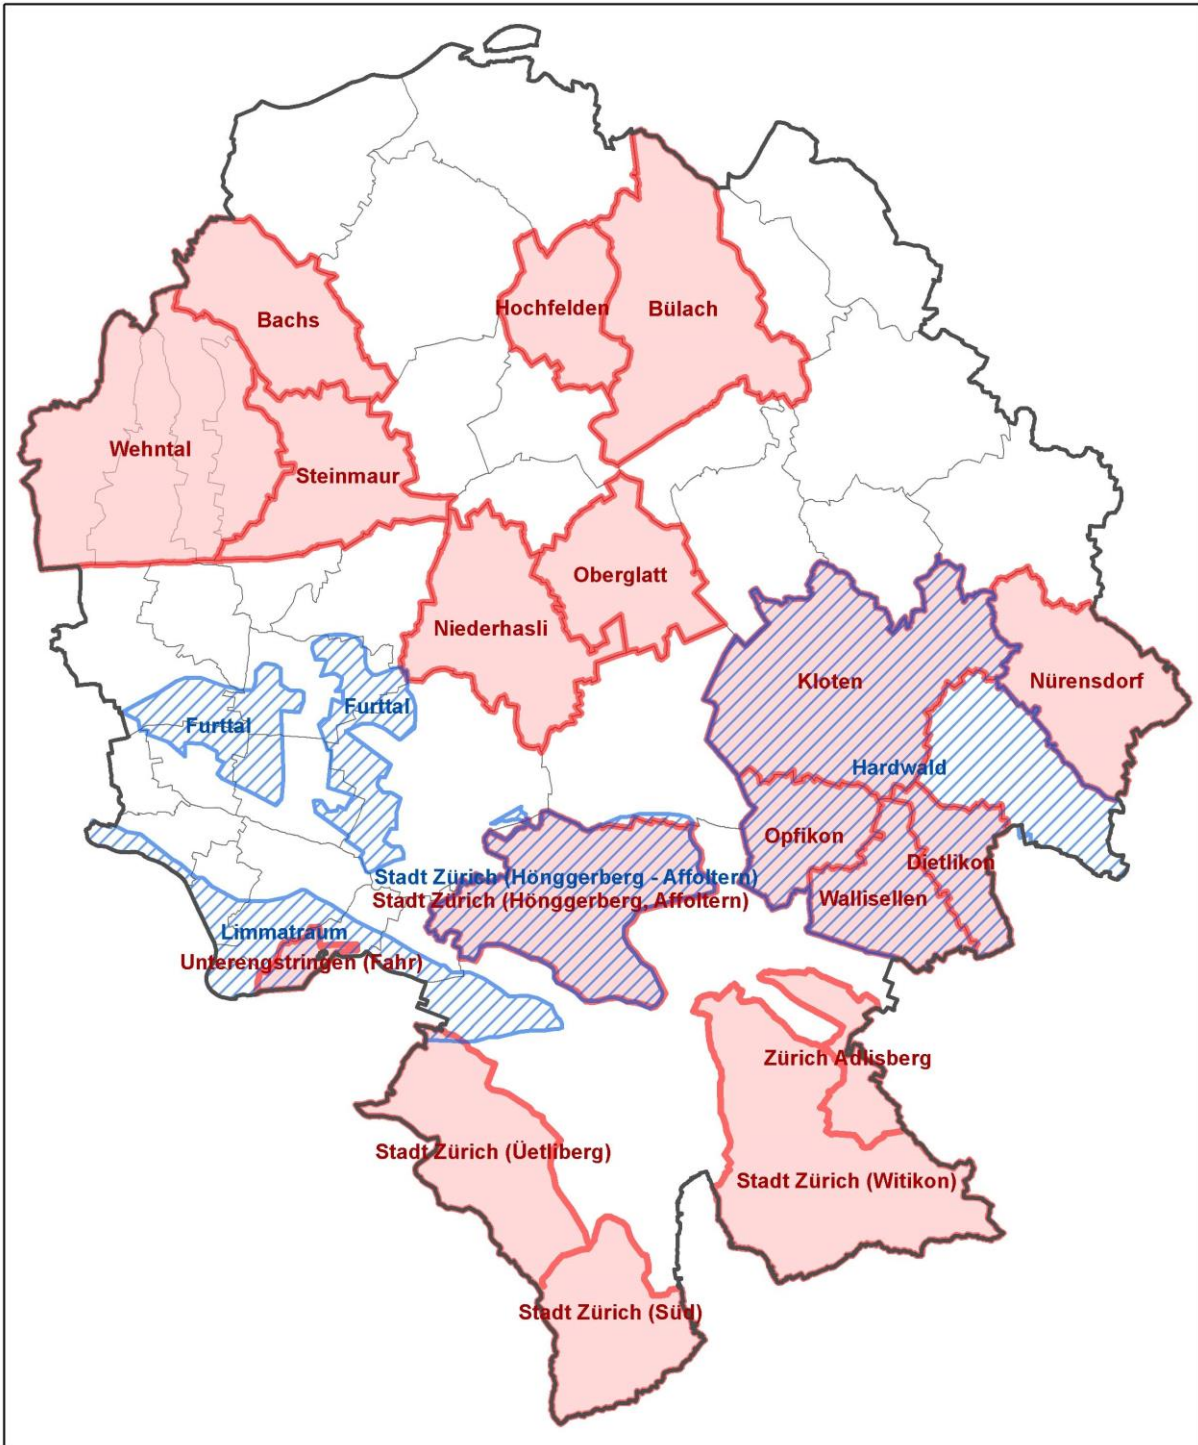 Hochfelden
Bülach
Bachs
Wehntal
Steinmaur
Oberglatt
Niederhasli
Kloten
Nürensdorf
Furttal
Furttal
Hardwald
Opfikon
Dietlikon
Stadt Zürich (Hönggerberg - Affoltern)
Stadt Zürich (Hönggerberg, Affoltern)
Wallisellen
Limmatraum
Unterengstringen (Fahr)
Zürich Adlisberg
Stadt Zürich (Üetliberg)
Stadt Zürich (Witikon)
Stadt Zürich (Süd)